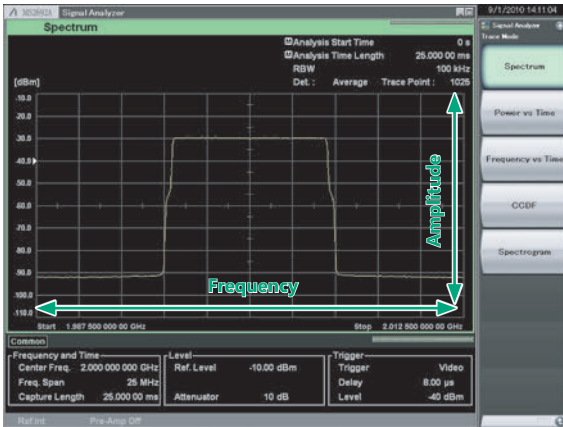 MS2692A Signal Analyzer
9/1/2010 14:11:04
Spectrum
Signal Analyzer
Trace Mode
Analysis Start Time 0 s
Analysis Time Length 25.000 00 ms
RBW 100 kHz
[dBm] Det. : Average Trace Point : 1025
-10.0
-20.0
-30.0
-40.0
-50.0
-60.0
-70.0
-80.0
-90.0
-100.0
-110.0
Amplitude
Frequency
Start 1.987 500 000 00 GHz Stop 2.012 500 000 00 GHz
Spectrum
Power vs Time
Frequency vs Time
CCDF
Spectrogram
Common
Frequency and Time
Center Freq. 2.000 000 000 GHz
Freq. Span 25 MHz
Capture Length 25.000 00 ms
Level
Ref. Level -10.00 dBm
Attenuator 10 dB
Trigger
Trigger Video
Delay 8.00 µs
Level -40 dBm
Ref.Int Pre-Amp Off